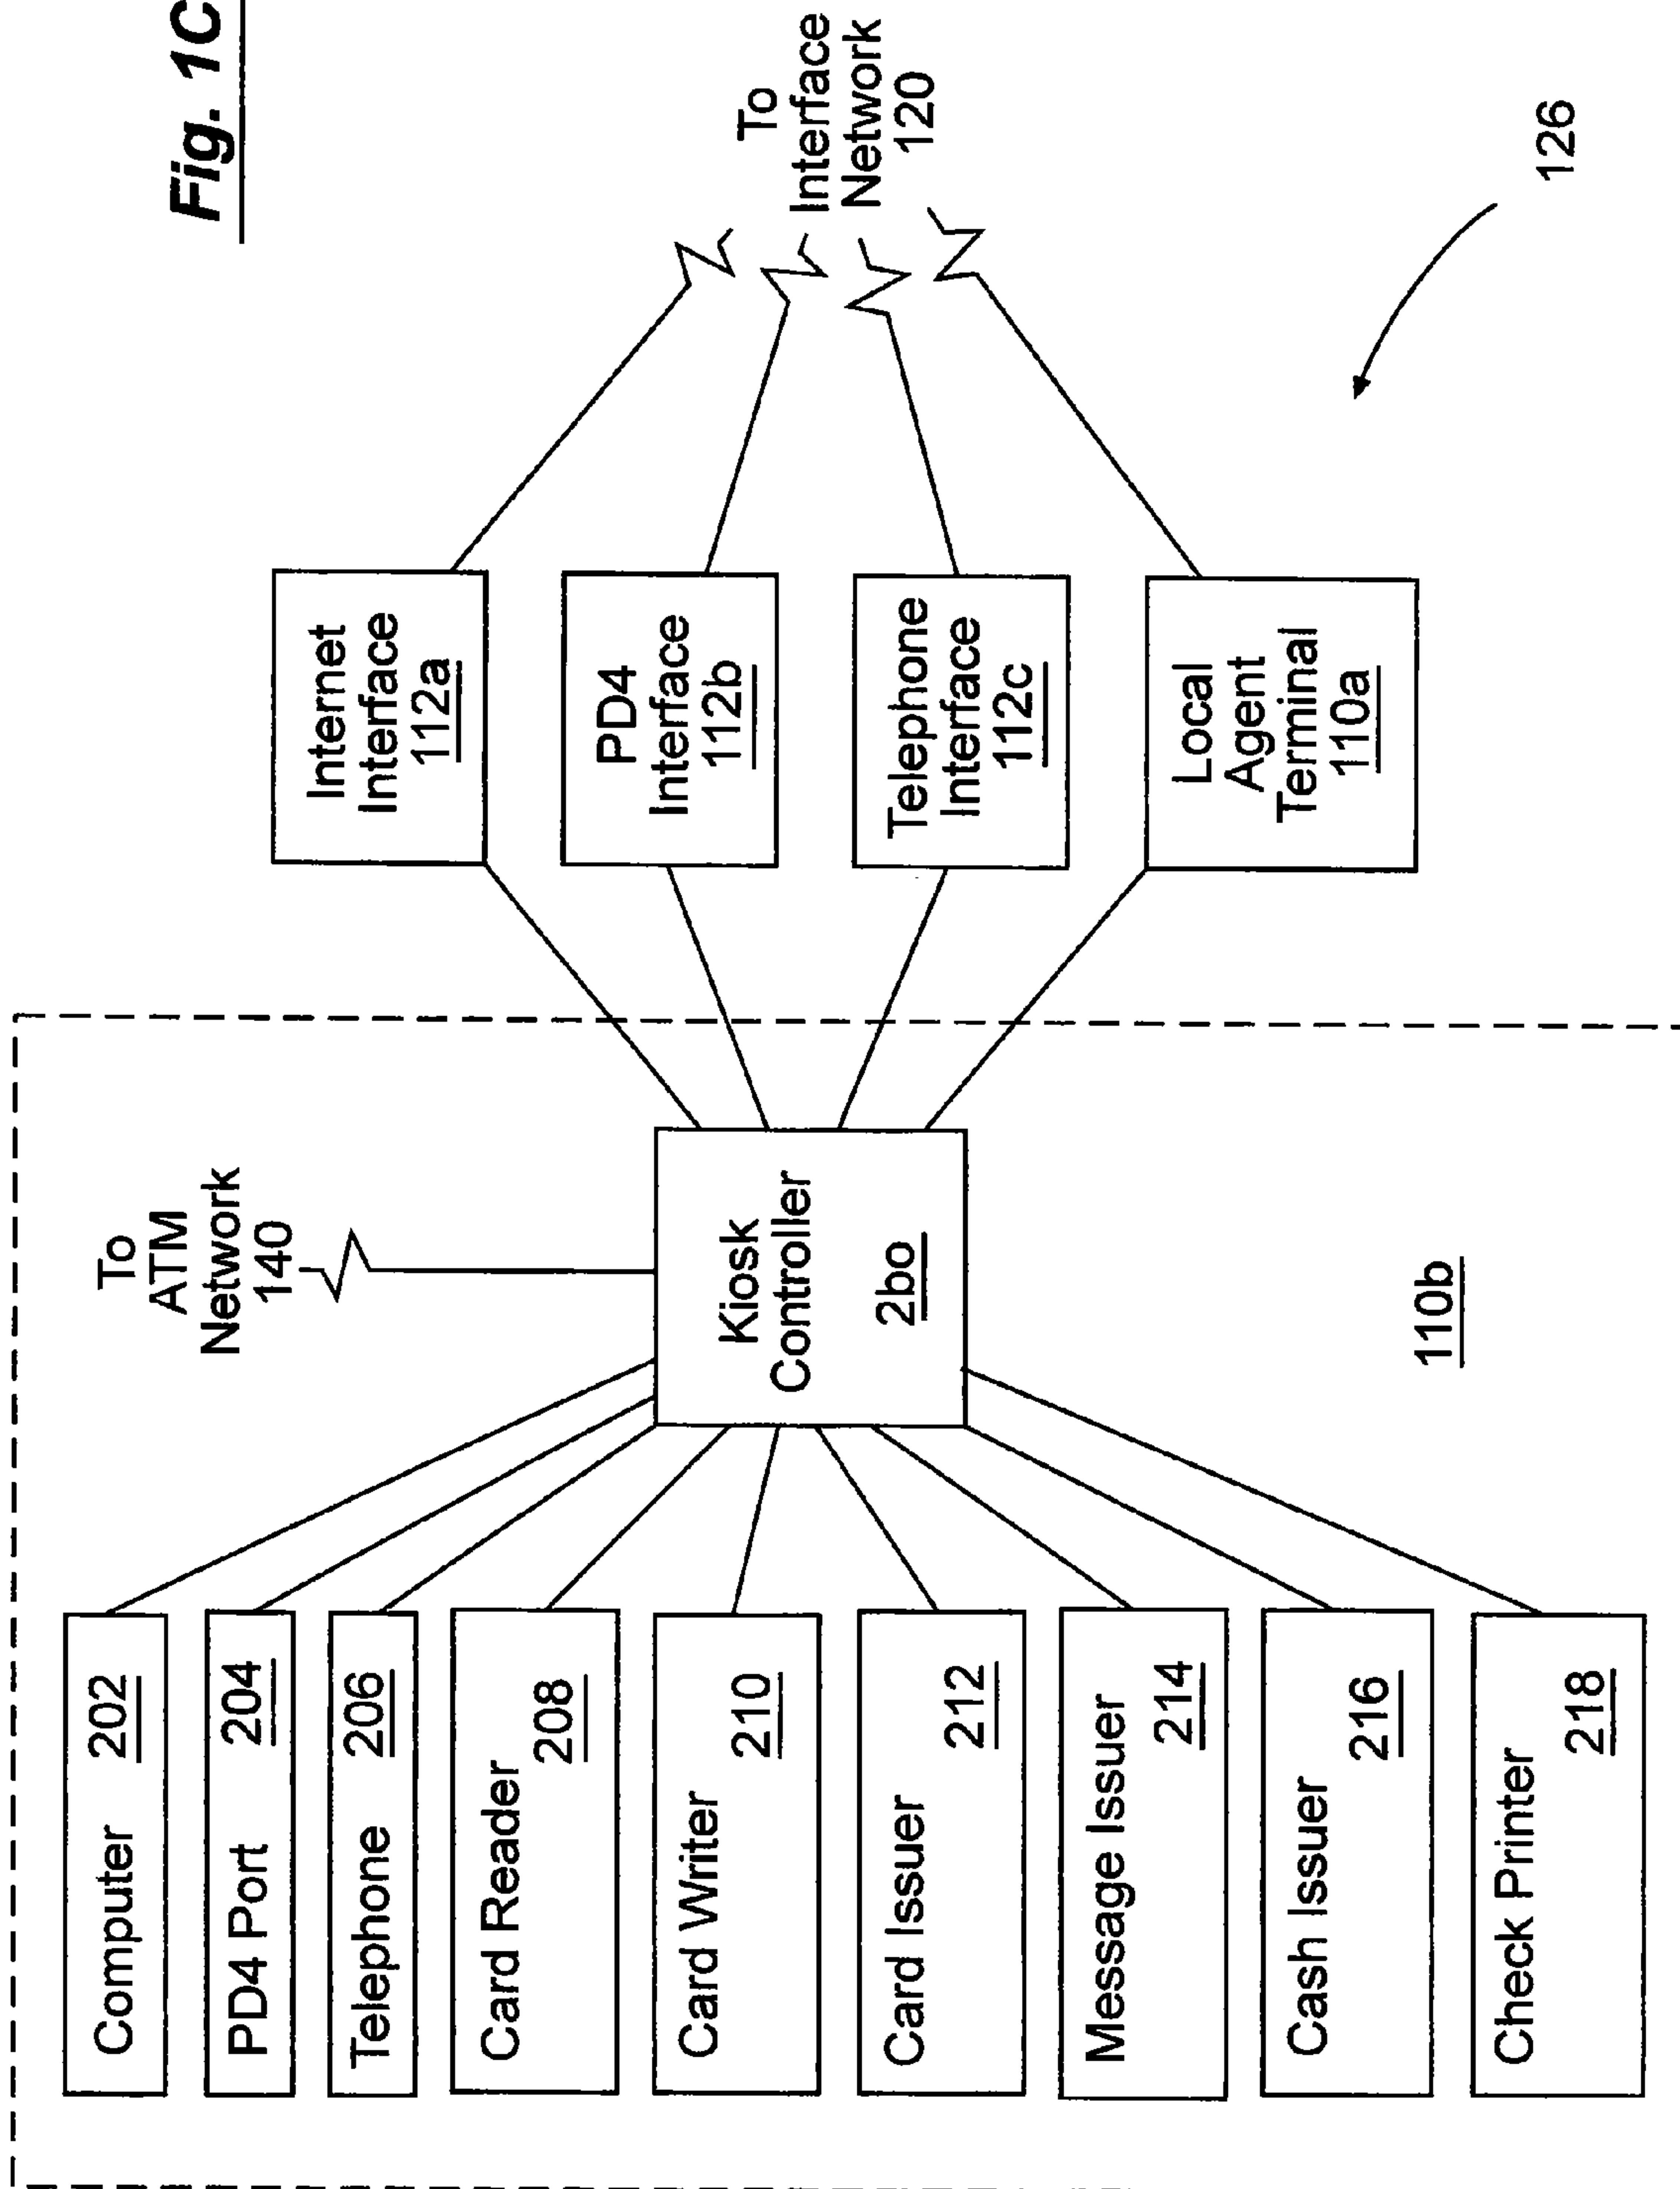 Fig. 1C
To
ATM
Network
140
Computer 202
PD4 Port 204
Telephone 206
Card Reader
208
Card Writer
210
Card Issuer
212
Message Issuer
214
Cash Issuer
216
Check Printer
218
Kiosk
Controller
2bo
110b
Internet
Interface
112a
PD4
Interface
112b
Telephone
Interface
112c
Local
Agent
Terminal
110a
To
Interface
Network
120
126